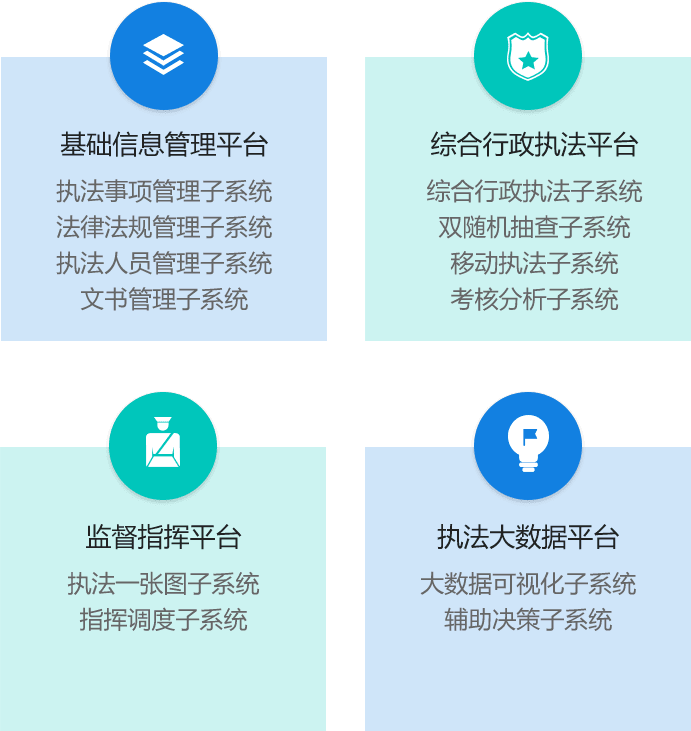 基础信息管理平台
执法事项管理子系统
法律法规管理子系统
执法人员管理子系统
文书管理子系统
综合行政执法平台
综合行政执法子系统
双随机抽查子系统
移动执法子系统
考核分析子系统
监督指挥平台
执法一张图子系统
指挥调度子系统
执法大数据平台
大数据可视化子系统
辅助决策子系统